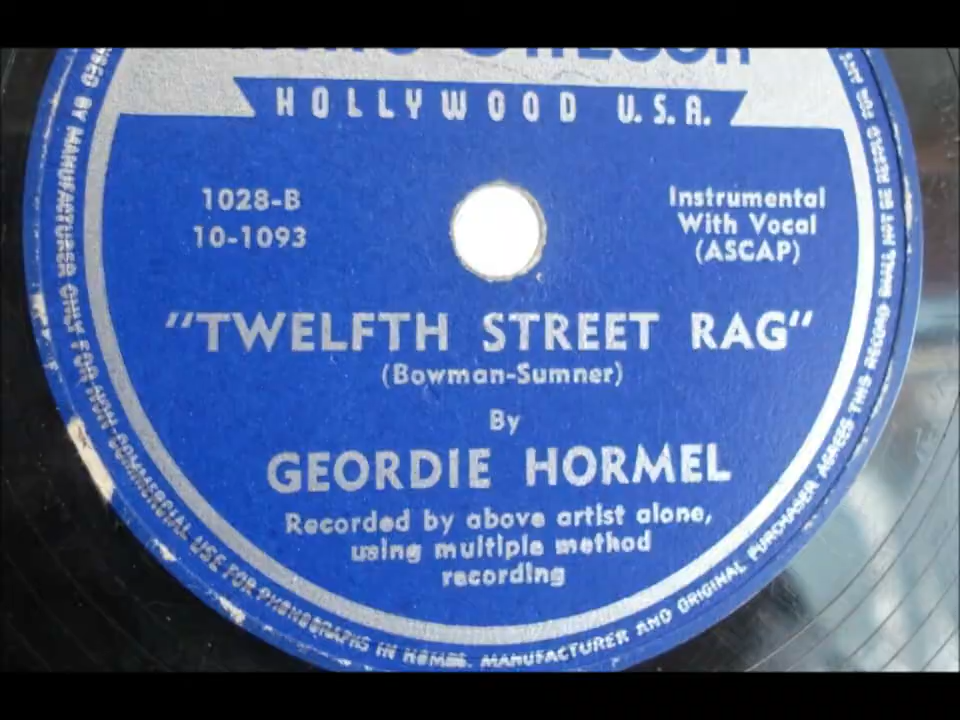 HOLLYWOOD U.S.A.
1028-B
10-1093
Instrumental
With Vocal
(ASCAP)
"TWELFTH STREET RAG"
(Bowman-Sumner)
By
GEORDIE HORMEL
Recorded by above artist alone,
using multiple method
recording
BY MANUFACTURER ONLY FOR NON-COMMERCIAL USE FOR PHONOGRAPHS IN HOMES. MANUFACTURER AND ORIGINAL PURCHASER AGREES THIS RECORD SHALL NOT BE RESOLD FOR ANY